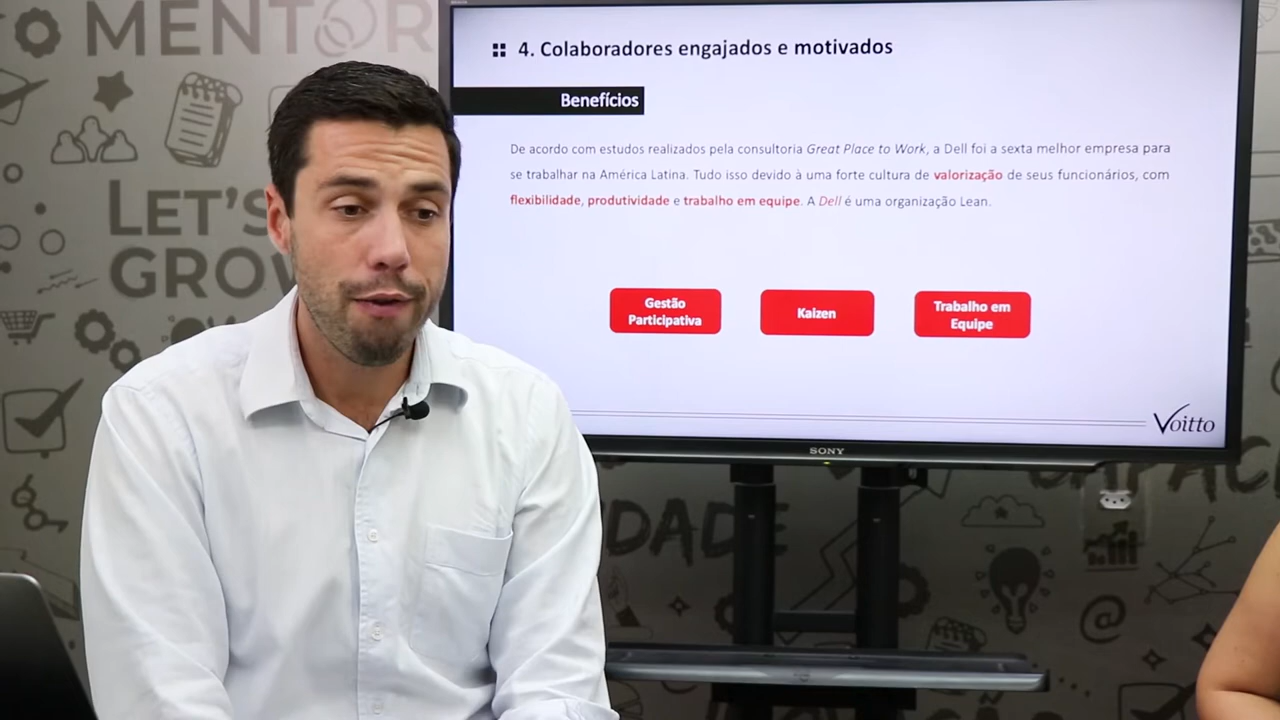 MENTOR
LET'S
GROW
4. Colaboradores engajados e motivados
Benefícios
De acordo com estudos realizados pela consultoria Great Place to Work, a Dell foi a sexta melhor empresa para
se trabalhar na América Latina. Tudo isso devido à uma forte cultura de valorização de seus funcionários, com
flexibilidade, produtividade e trabalho em equipe. A Dell é uma organização Lean.
Gestão
Participativa
Kaizen
Trabalho em
Equipe
Voitto
SONY
IDADE